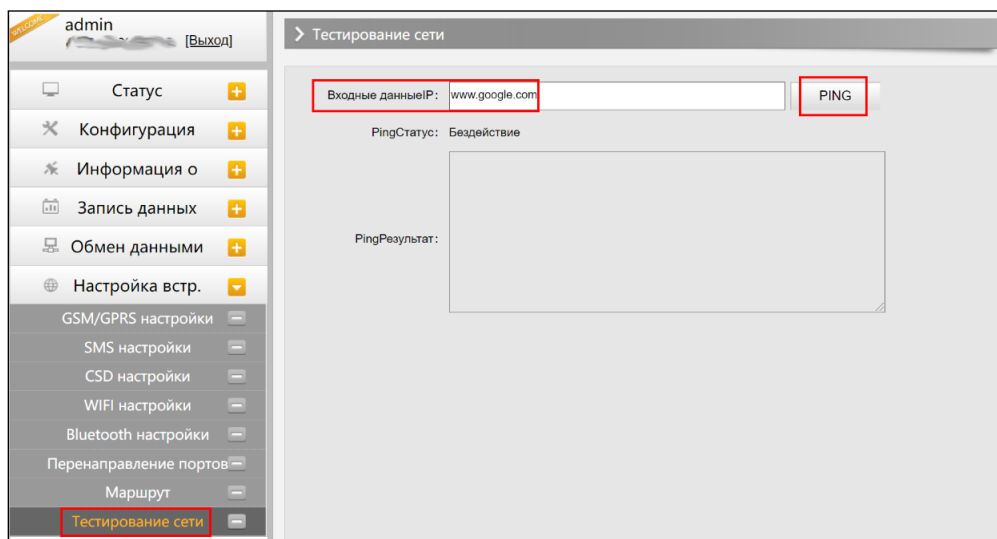 WELCOME
admin
[Выход]
Статус
Конфигурация
Информация о
Запись данных
Обмен данными
Настройка встр.
GSM/GPRS настройки
SMS настройки
CSD настройки
WIFI настройки
Bluetooth настройки
Перенаправление портов
Маршрут
Тестирование сети
Тестирование сети
Входные данныеIP: www.google.com PING
PingСтатус: Бездействие
PingРезультат: